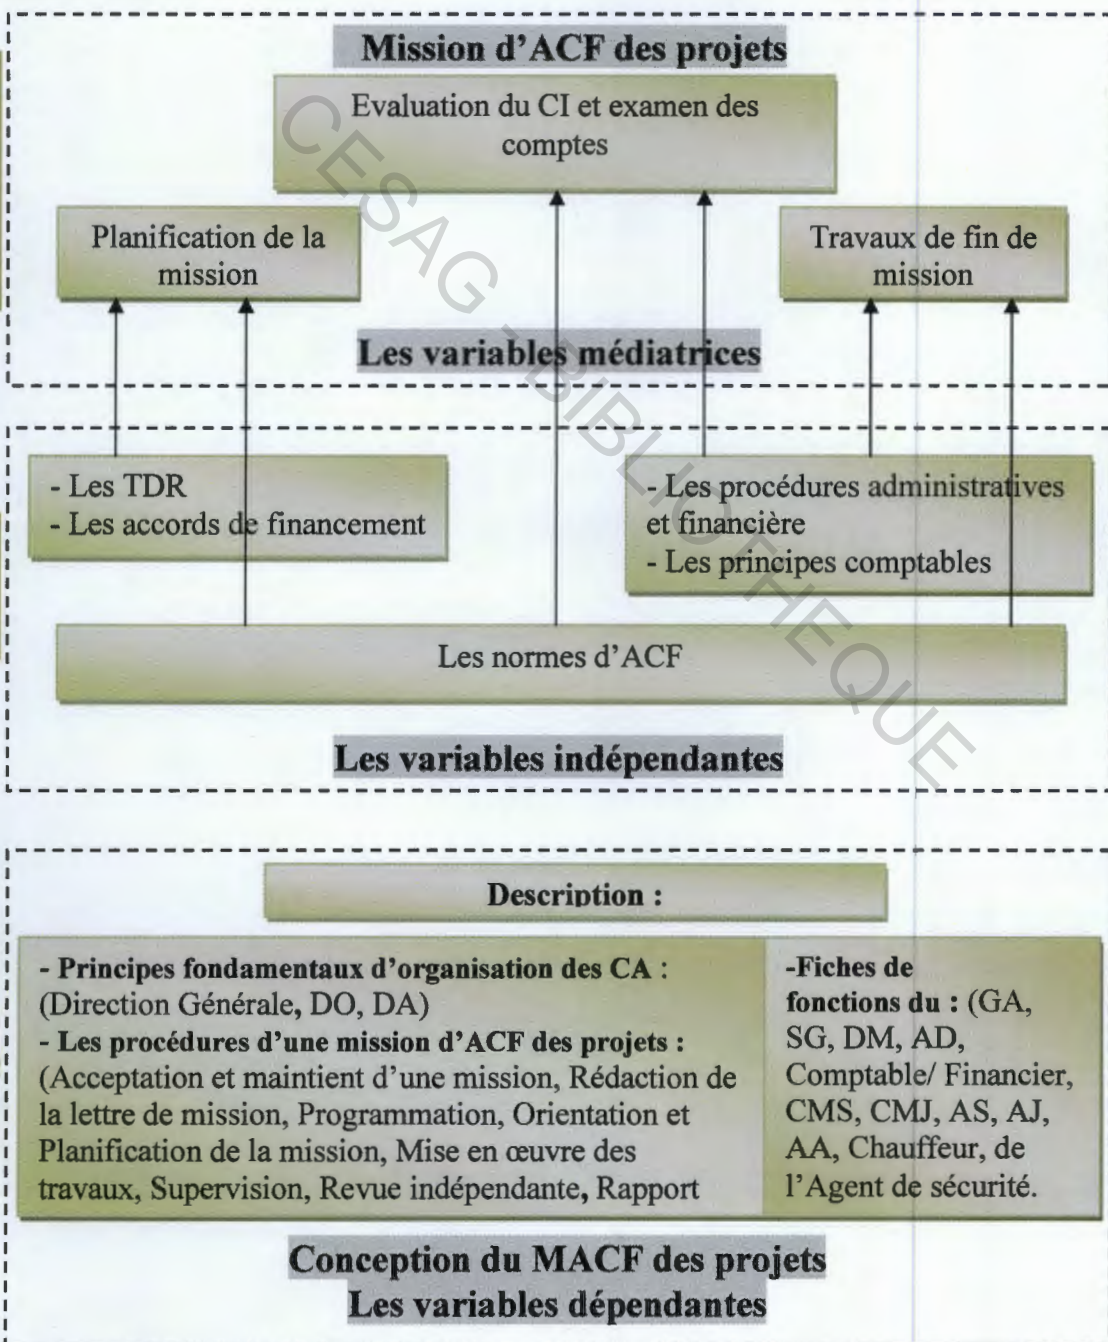 Mission d'ACF des projets
Evaluation du CI et examen des
comptes
Planification de la
mission
Travaux de fin de
mission
Les variables médiatrices
- Les TDR
- Les accords de financement
- Les procédures administratives
et financière
- Les principes comptables
Les normes d'ACF
Les variables indépendantes
Description :
- Principes fondamentaux d'organisation des CA :
(Direction Générale, DO, DA)
- Les procédures d'une mission d'ACF des projets :
(Acceptation et maintient d'une mission, Rédaction de
la lettre de mission, Programmation, Orientation et
Planification de la mission, Mise en œuvre des
travaux, Supervision, Revue indépendante, Rapport
-Fiches de
fonctions du : (GA,
SG, DM, AD,
Comptable/ Financier,
CMS, CMJ, AS, AJ,
AA, Chauffeur, de
l'Agent de sécurité.
Conception du MACF des projets
Les variables dépendantes
CESAG - BIBLIOTHEQUE